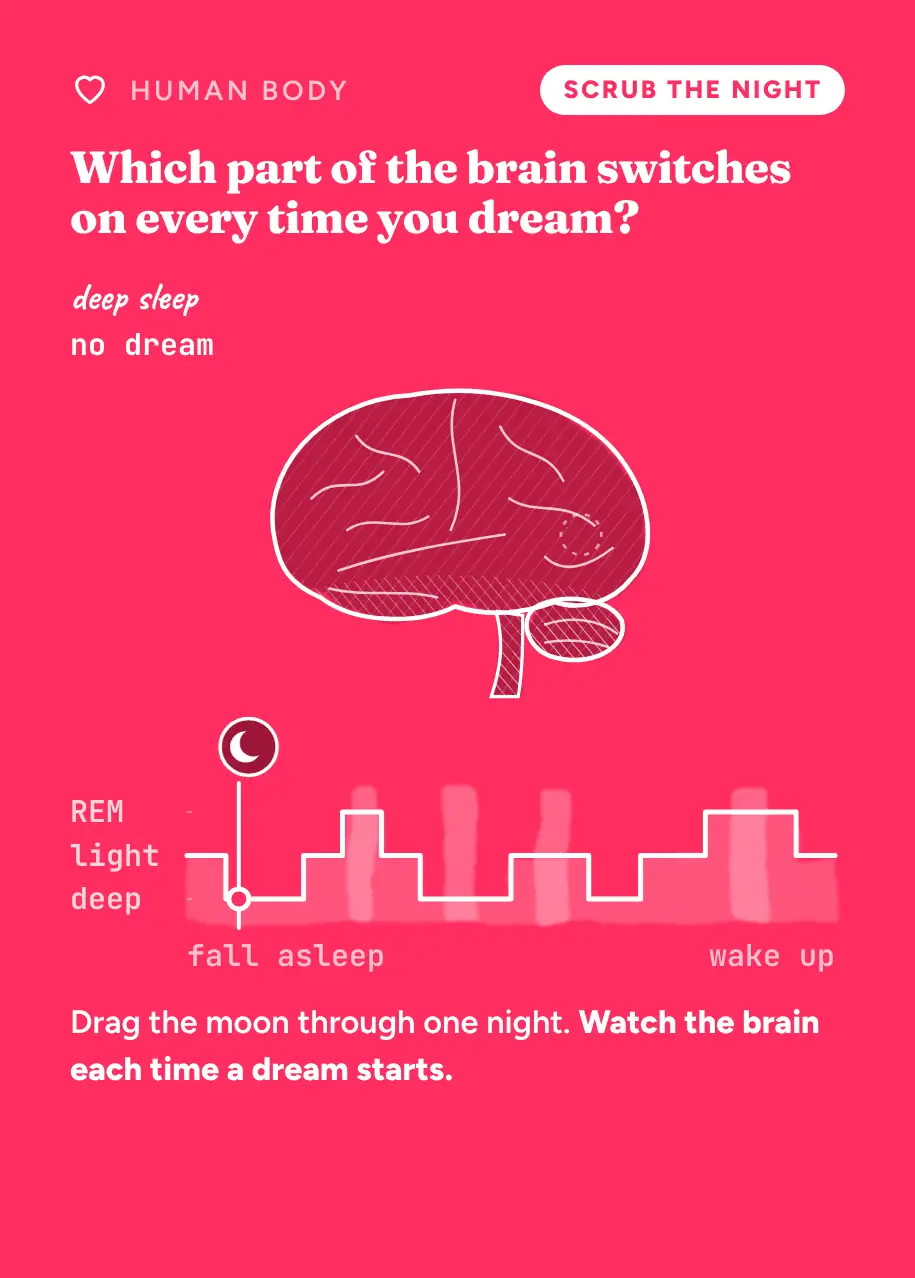 HUMAN BODY
SCRUB THE NIGHT
Which part of the brain switches
on every time you dream?
deep sleep
no dream
REM
light
deep
fall asleep
wake up
Drag the moon through one night. Watch the brain
each time a dream starts.